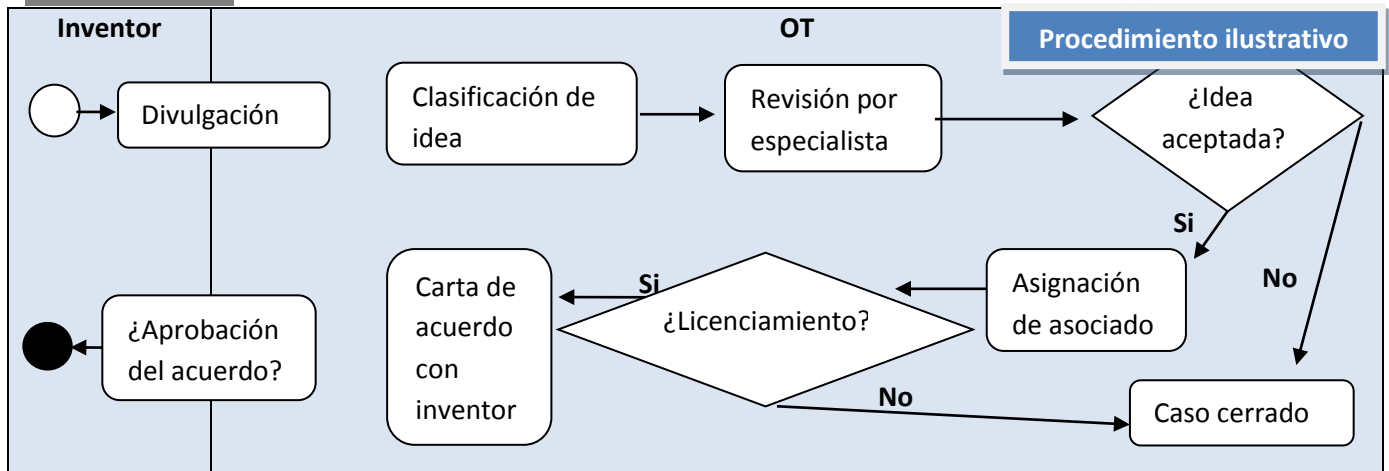 Inventor
OT
Procedimiento ilustrativo
Divulgación
Clasificación de
idea
Revisión por
especialista
¿Idea
aceptada?
Si
No
Asignación
de asociado
¿Licenciamiento?
Si
No
Carta de
acuerdo
con
inventor
¿Aprobación
del acuerdo?
Caso cerrado